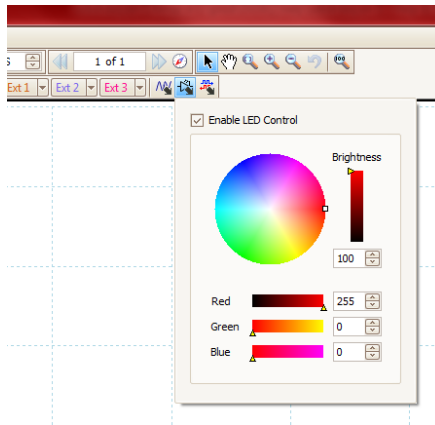 1 of 1
Ext 1 Ext 2 Ext 3
Enable LED Control
Brightness
100
Red 255
Green 0
Blue 0